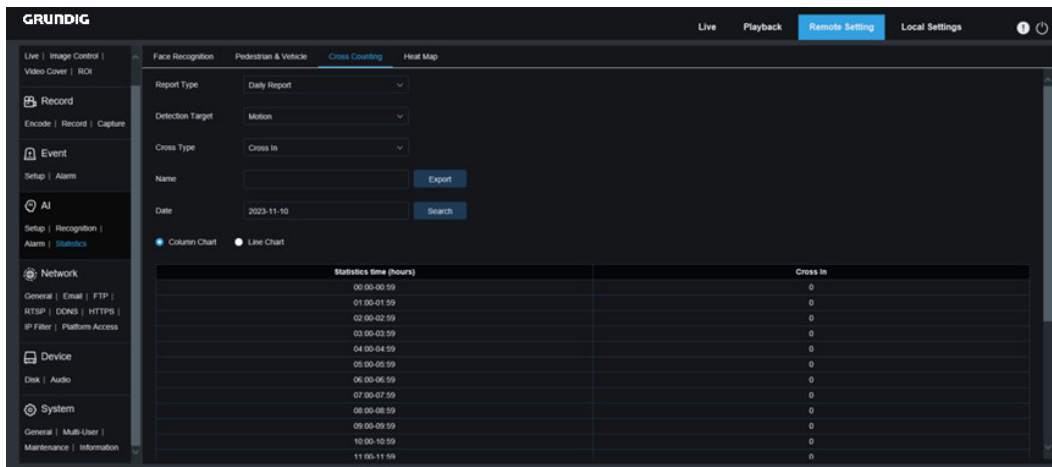 GRUNDIG
Live Playback Remote Setting Local Settings
Live | Image Control |
Video Cover | ROI
Record
Encode | Record | Capture
Event
Setup | Alarm
AI
Setup | Recognition |
Alarm | Statistics
Network
General | Email | FTP |
RTSP | DDNS | HTTPS |
IP Filter | Platform Access
Device
Disk | Audio
System
General | Multi-User |
Maintenance | Information
Face Recognition Pedestrian & Vehicle Cross Counting Heat Map
Report Type Daily Report
Detection Target Motion
Cross Type Cross In
Name Export
Date 2023-11-10 Search
Column Chart Line Chart
Statistics time (hours) Cross In
00:00-00:59 0
01:00-01:59 0
02:00-02:59 0
03:00-03:59 0
04:00-04:59 0
05:00-05:59 0
06:00-06:59 0
07:00-07:59 0
08:00-08:59 0
09:00-09:59 0
10:00-10:59 0
11:00-11:59 0